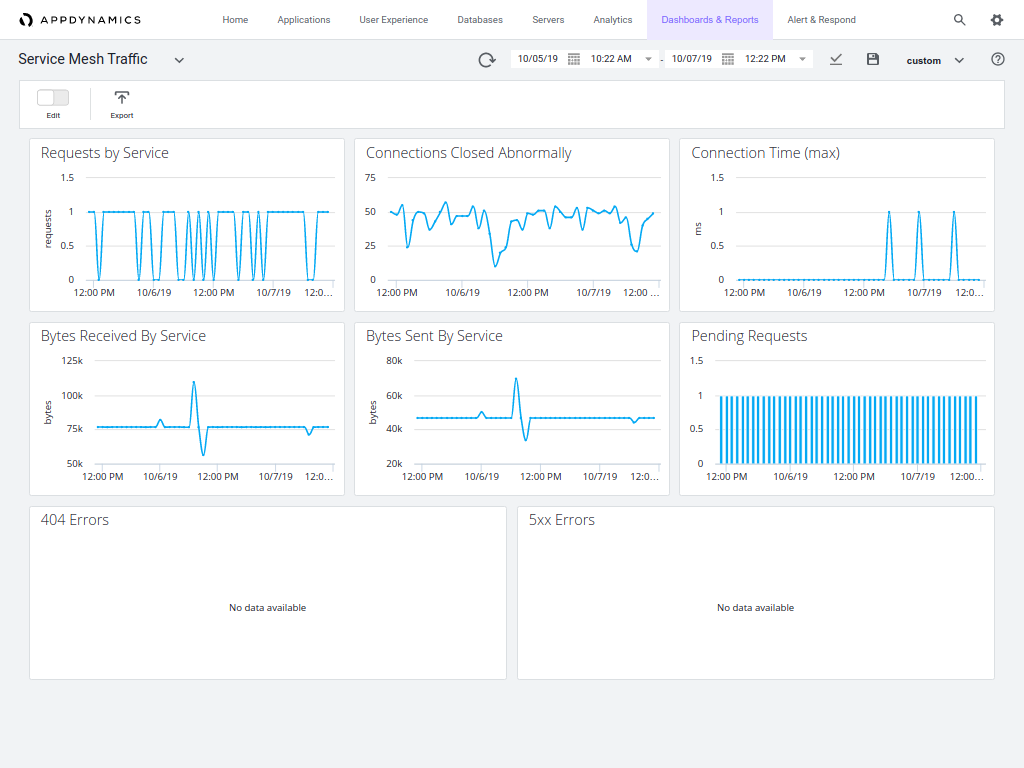 APPDYNAMICS
Home Applications User Experience Databases Servers Analytics Dashboards & Reports Alert & Respond
Service Mesh Traffic
10/05/19 10:22 AM - 10/07/19 12:22 PM custom
Edit Export
Requests by Service
requests
1.5
1
0.5
0
12:00 PM 10/6/19 12:00 PM 10/7/19 12:0...
Connections Closed Abnormally
75
50
25
0
12:00 PM 10/6/19 12:00 PM 10/7/19 12:00 ...
Connection Time (max)
ms
1.5
1
0.5
0
12:00 PM 10/6/19 12:00 PM 10/7/19 12:0...
Bytes Received By Service
bytes
125k
100k
75k
50k
12:00 PM 10/6/19 12:00 PM 10/7/19 12:0...
Bytes Sent By Service
bytes
80k
60k
40k
20k
12:00 PM 10/6/19 12:00 PM 10/7/19 12:0...
Pending Requests
1.5
1
0.5
0
12:00 PM 10/6/19 12:00 PM 10/7/19 12:00...
404 Errors
No data available
5xx Errors
No data available